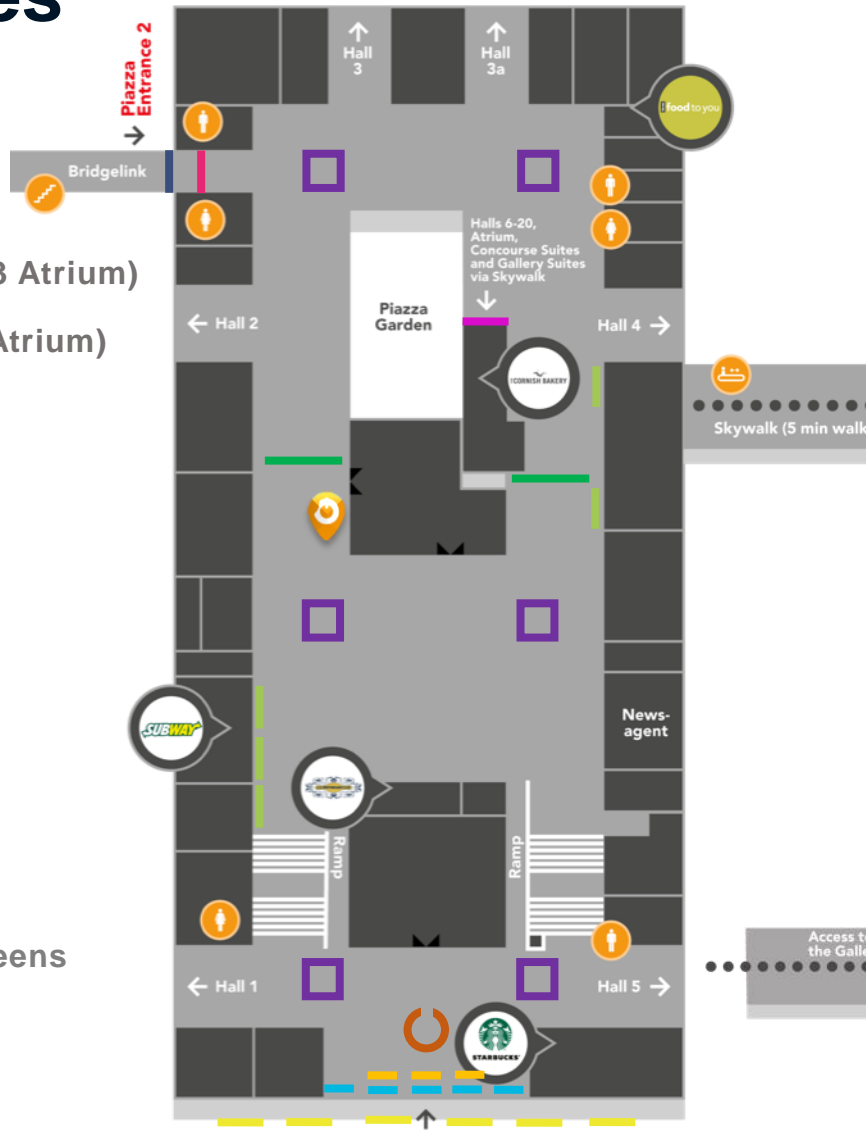 es
Piazza
Entrance 2
Bridgelink
Hall
3
Hall
3a
food to you
3 Atrium)
Atrium)
Halls 6-20,
Atrium,
Concourse Suites
and Gallery Suites
via Skywalk
Hall 2
Piazza
Garden
Hall 4
CORNISH BAKERY
Skywalk (5 min walk
SUBWAY
News-
agent
Ramp
Ramp
eens
Access to
the Galle
Hall 1
Hall 5
STARBUCKS